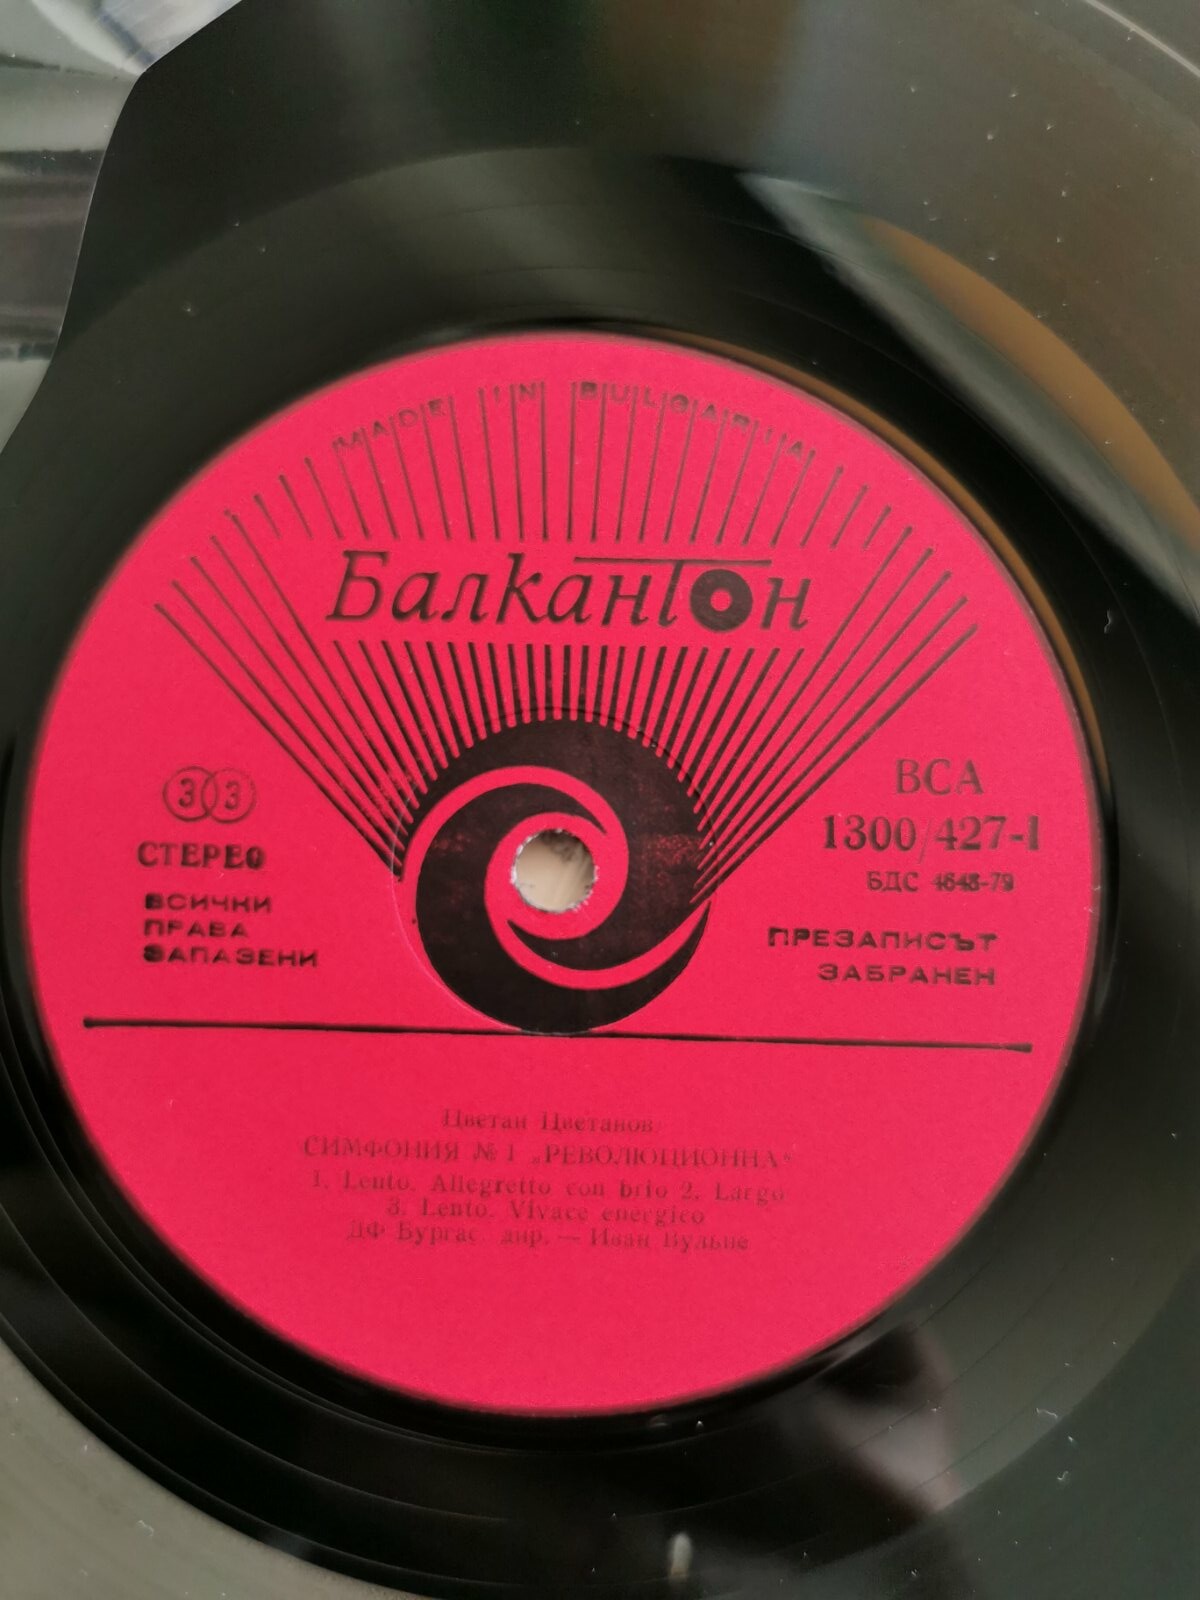 MADE IN BULGARIA
Балкантон
33
СТЕРЕО
ВСИЧКИ
ПРАВА
ЗАПАЗЕНИ
ВСА
1300/427-1
БДС 4648-79
ПРЕЗАПИСЪТ
ЗАБРАНЕН
Цветан Цветанов
СИМФОНИЯ № 1 „РЕВОЛЮЦИОННА“
1. Lento. Allegretto con brio 2. Largo
3. Lento. Vivace energico
ДФ Бургас дир. — Иван Вулпе